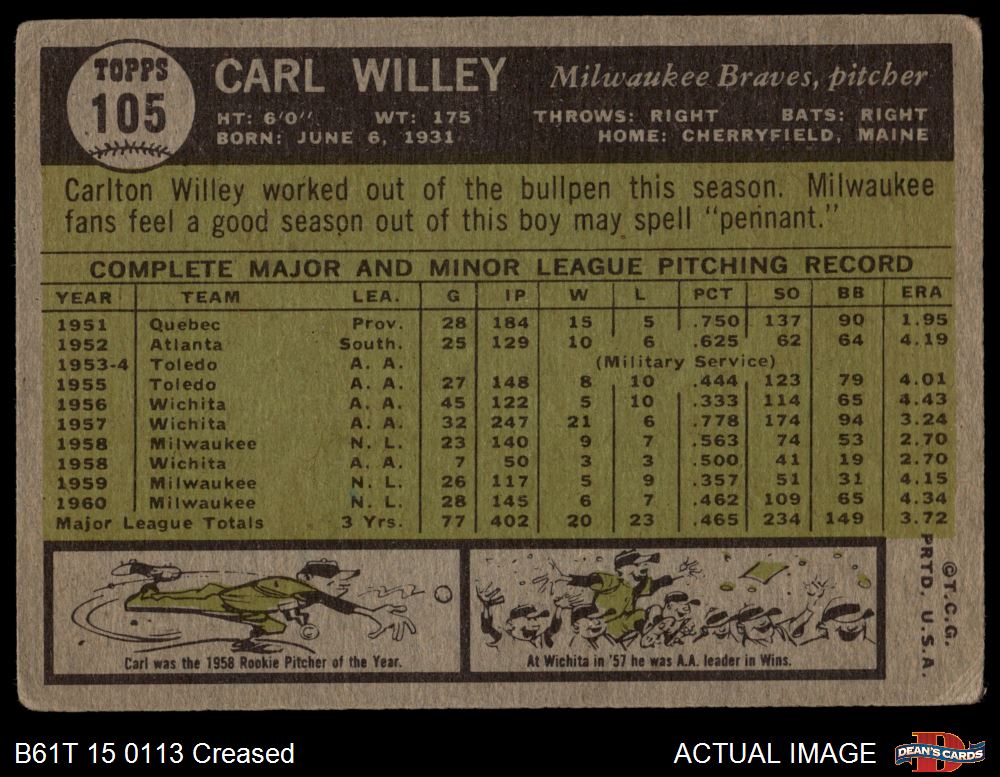 TOPPS
105
CARL WILLEY Milwaukee Braves, pitcher
HT: 6'0" WT: 175 THROWS: RIGHT BATS: RIGHT
BORN: JUNE 6, 1931 HOME: CHERRYFIELD, MAINE
Carlton Willey worked out of the bullpen this season. Milwaukee
fans feel a good season out of this boy may spell "pennant."
COMPLETE MAJOR AND MINOR LEAGUE PITCHING RECORD
YEAR TEAM LEA. G IP W L PCT SO BB ERA
1951 Quebec Prov. 28 184 15 5 .750 137 90 1.95
1952 Atlanta South. 25 129 10 6 .625 62 64 4.19
1953-4 Toledo A. A. (Military Service)
1955 Toledo A. A. 27 148 8 10 .444 123 79 4.01
1956 Wichita A. A. 45 122 5 10 .333 114 65 4.43
1957 Wichita A. A. 32 247 21 6 .778 174 94 3.24
1958 Milwaukee N. L. 23 140 9 7 .563 74 53 2.70
1958 Wichita A. A. 7 50 3 3 .500 41 19 2.70
1959 Milwaukee N. L. 26 117 5 9 .357 51 31 4.15
1960 Milwaukee N. L. 28 145 6 7 .462 109 65 4.34
Major League Totals 3 Yrs. 77 402 20 23 .465 234 149 3.72
Carl was the 1958 Rookie Pitcher of the Year.
At Wichita in '57 he was A.A. leader in Wins.
©T.C.G.
PRTD. U.S.A.
B61T 15 0113 Creased
ACTUAL IMAGE
DEAN'S CARDS